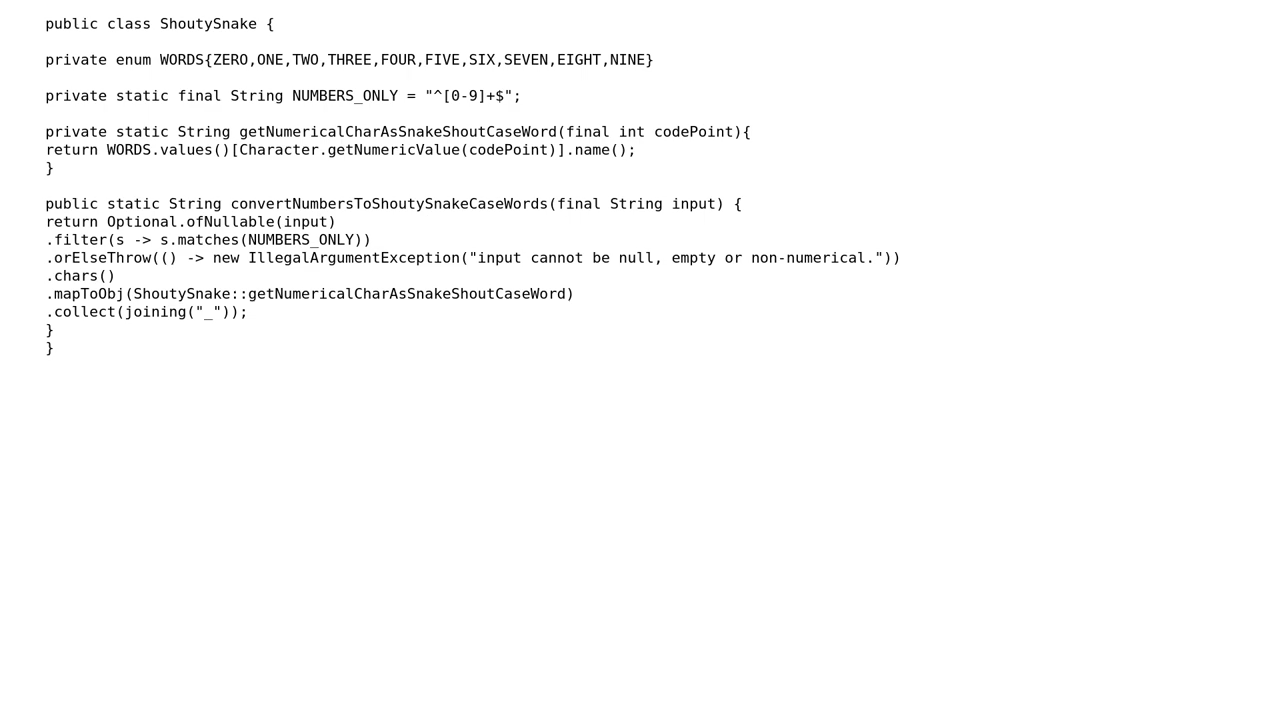 public class ShoutySnake {
private enum WORDS{ZERO,ONE,TWO,THREE,FOUR,FIVE,SIX,SEVEN,EIGHT,NINE}
private static final String NUMBERS_ONLY = "^[0-9]+$";
private static String getNumericalCharAsSnakeShoutCaseWord(final int codePoint){
return WORDS.values()[Character.getNumericValue(codePoint)].name();
}
public static String convertNumbersToShoutySnakeCaseWords(final String input) {
return Optional.ofNullable(input)
.filter(s -> s.matches(NUMBERS_ONLY))
.orElseThrow(() -> new IllegalArgumentException("input cannot be null, empty or non-numerical."))
.chars()
.mapToObj(ShoutySnake::getNumericalCharAsSnakeShoutCaseWord)
.collect(joining("_"));
}
}